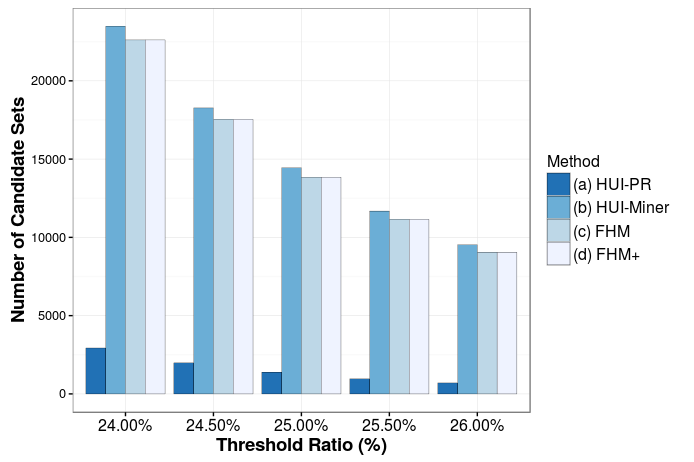 Number of Candidate Sets
20000
15000
10000
5000
0
24.00% 24.50% 25.00% 25.50% 26.00%
Threshold Ratio (%)
Method
(a) HUI-PR
(b) HUI-Miner
(c) FHM
(d) FHM+